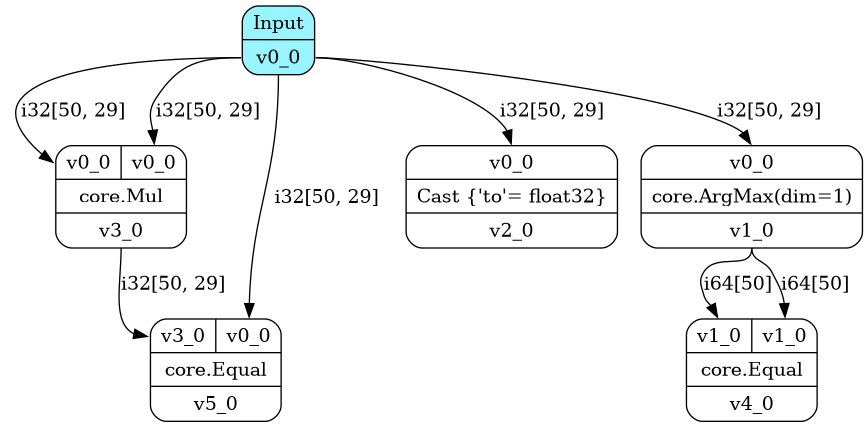 Input
v0_0
i32[50, 29]
i32[50, 29]
i32[50, 29]
i32[50, 29]
v0_0 v0_0
core.Mul
v3_0
i32[50, 29]
v0_0
Cast {'to'= float32}
v2_0
v0_0
core.ArgMax(dim=1)
v1_0
i32[50, 29]
i64[50]
i64[50]
v3_0 v0_0
core.Equal
v5_0
v1_0 v1_0
core.Equal
v4_0